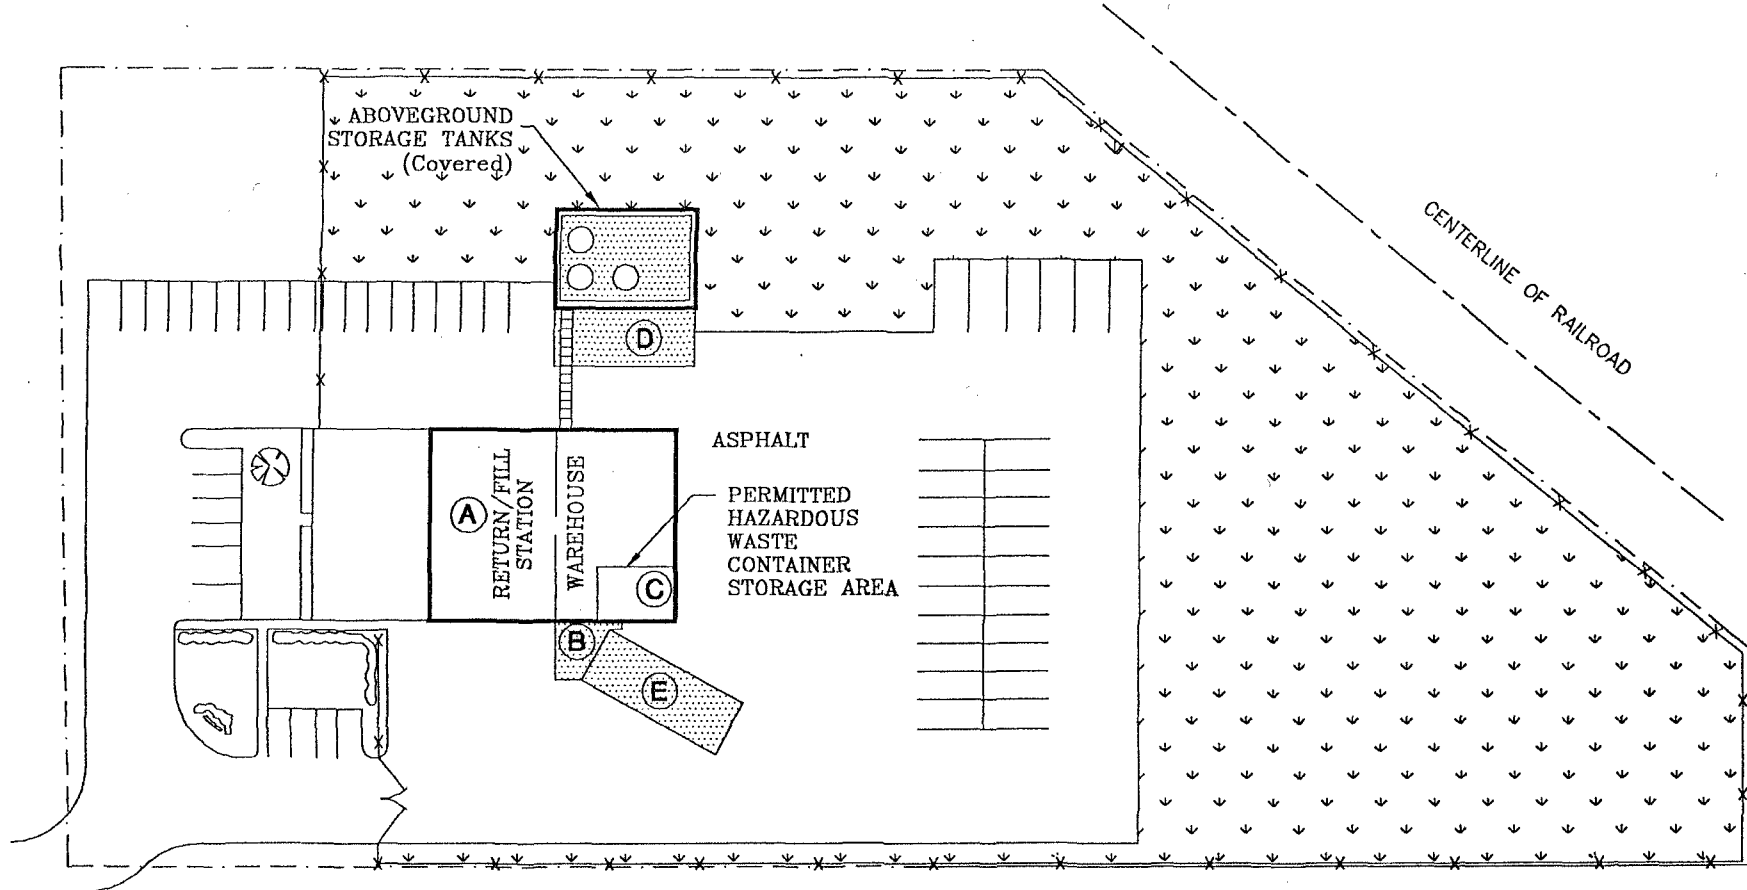 ABOVEGROUND
STORAGE TANKS
(Covered)
CENTERLINE OF RAILROAD
D
ASPHALT
A
RETURN/FILL
STATION
WAREHOUSE
PERMITTED
HAZARDOUS
WASTE
CONTAINER
STORAGE AREA
C
B
E